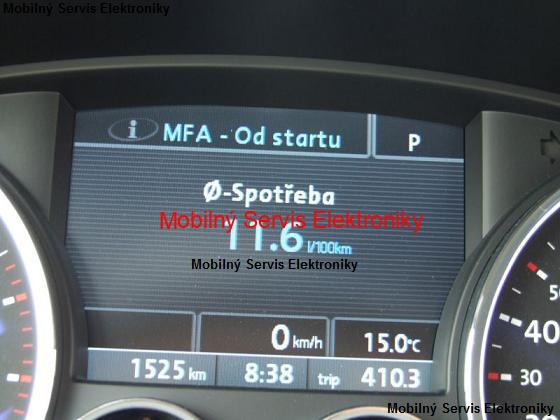 Mobilný Servis Elektroniky
i MFA - Od startu P
Ø-Spotřeba
Mobilný Servis Elektroniky
11.6 l/100km
Mobilný Servis Elektroniky
0 km/h 15.0°C
1525 km 8:38 trip 410.3
50
40
30
Mobilný Servis Elektroniky